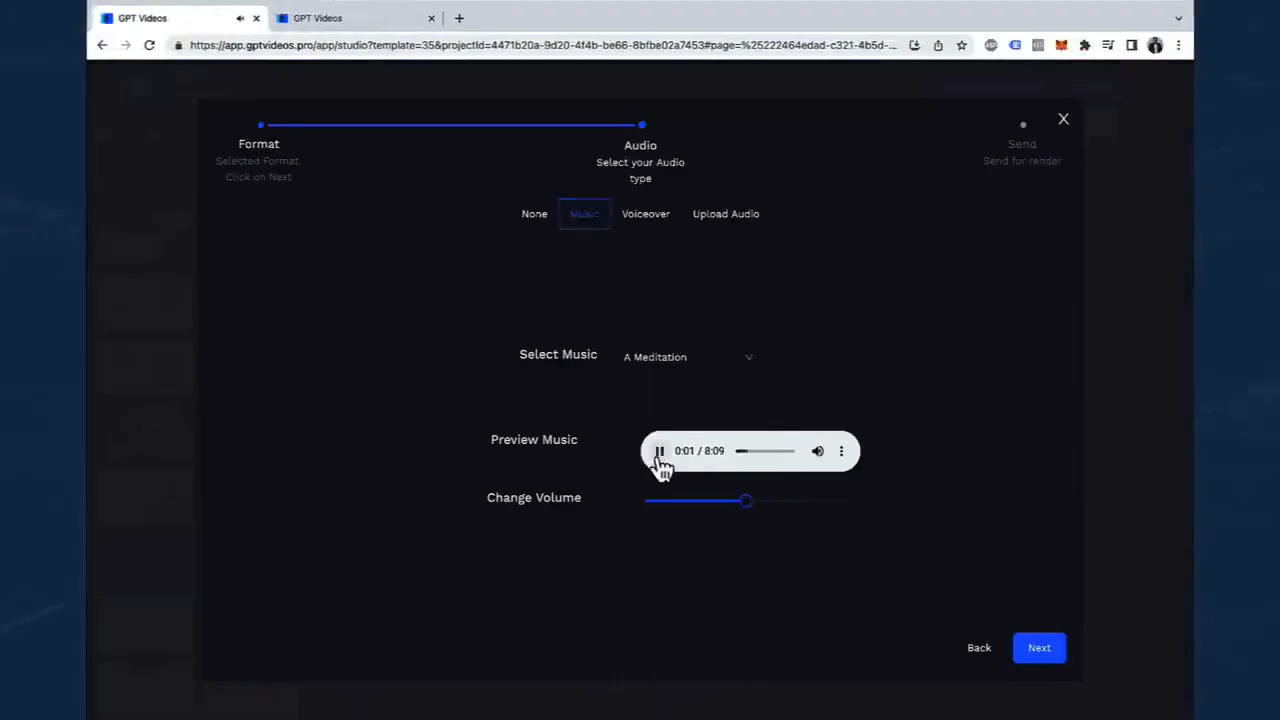 GPT Videos
GPT Videos
https://app.gptvideos.pro/app/studio?template=35&projectId=4471b20a-9d20-4f4b-be66-8bfbe02a7453#page=%25222464edad-c321-4b5d-...
Format
Selected Format.
Click on Next
Audio
Select your Audio
type
Send
Send for render
None
Music
Voiceover
Upload Audio
Select Music
A Meditation
Preview Music
0:01 / 8:09
Change Volume
Back
Next